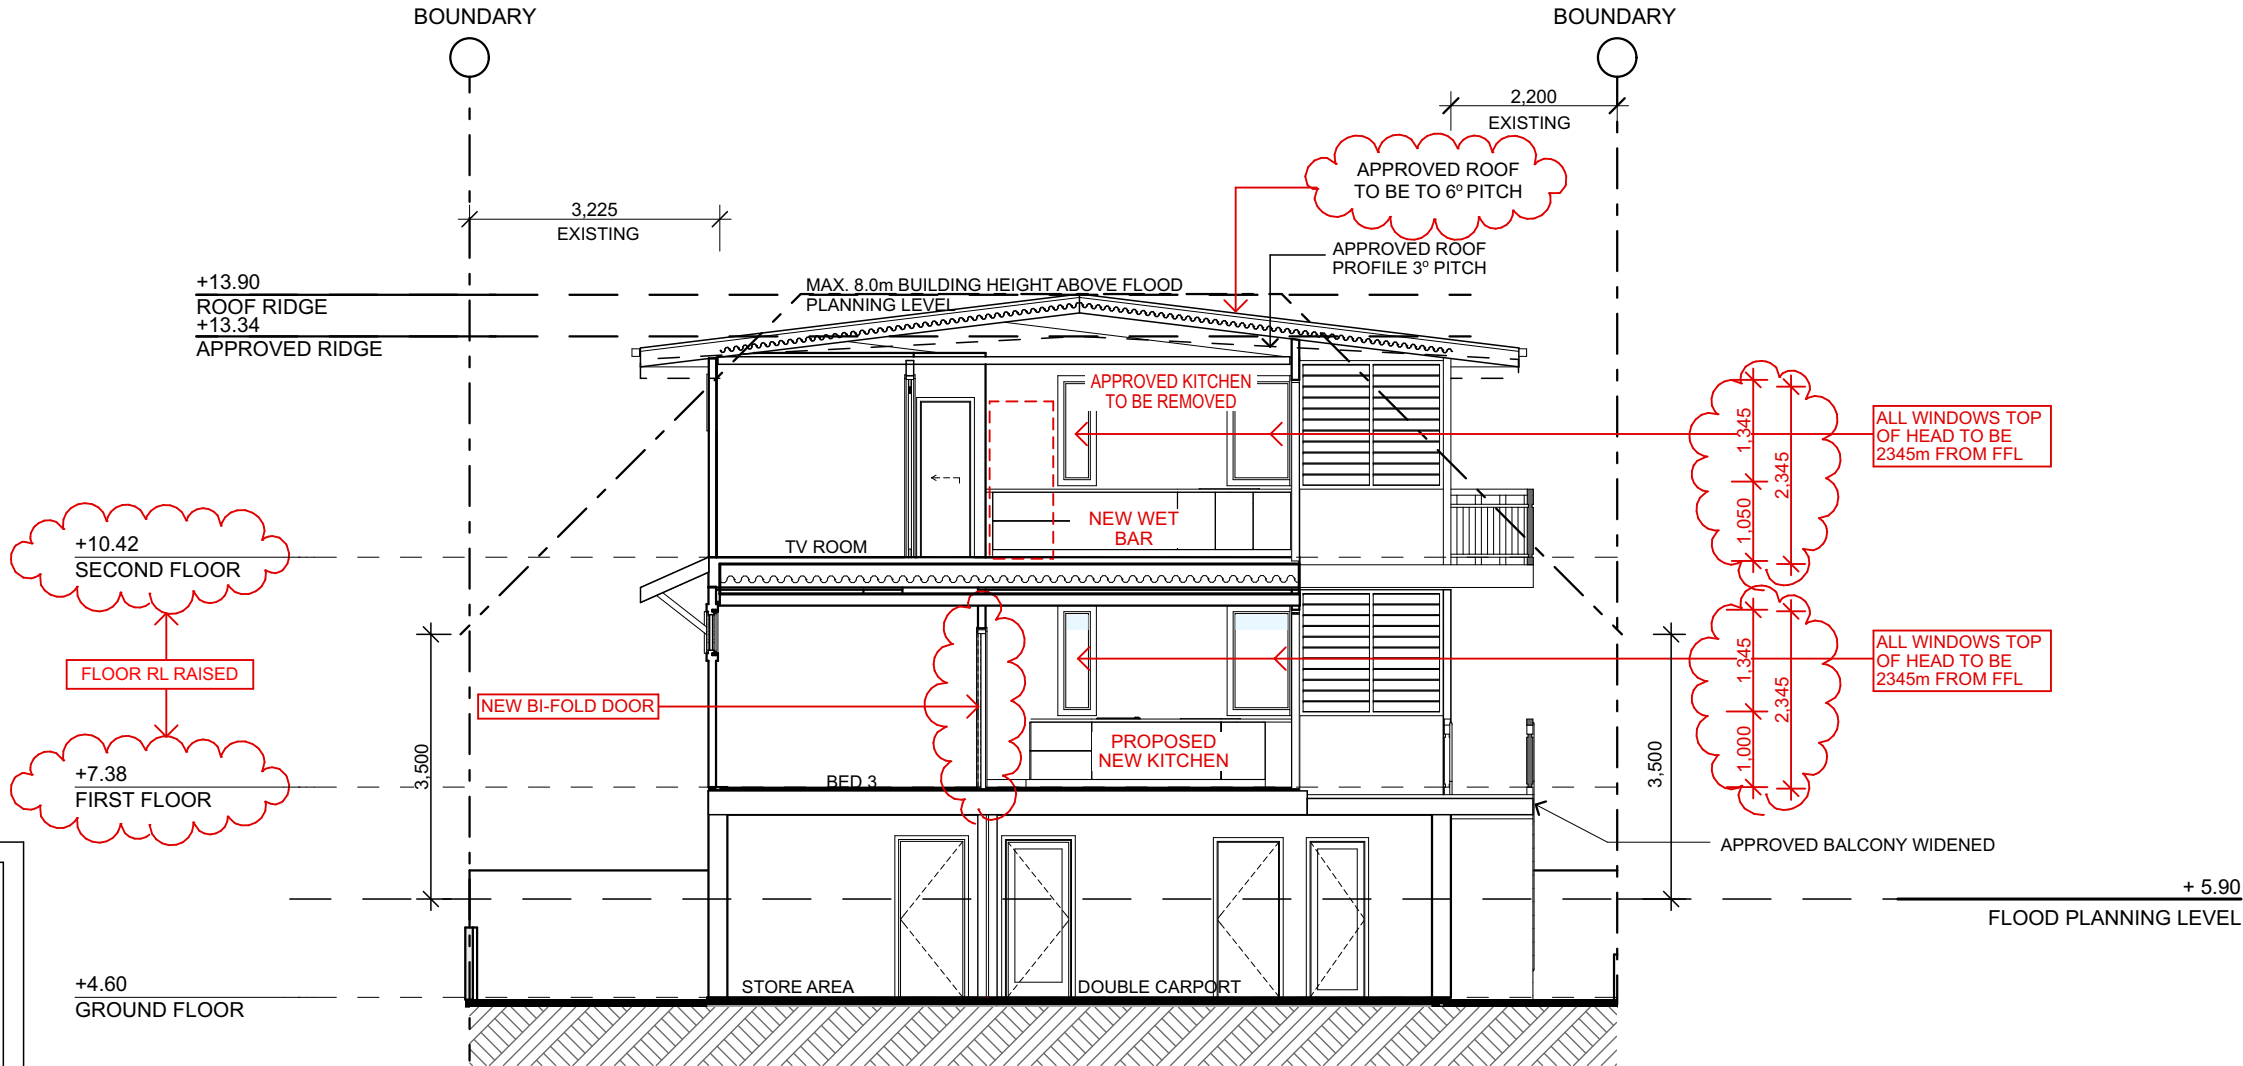 BOUNDARY
BOUNDARY
2,200
EXISTING
APPROVED ROOF
TO BE TO 6º PITCH
3,225
EXISTING
APPROVED ROOF
PROFILE 3º PITCH
+13.90
ROOF RIDGE
MAX. 8.0m BUILDING HEIGHT ABOVE FLOOD
PLANNING LEVEL
+13.34
APPROVED RIDGE
APPROVED KITCHEN
TO BE REMOVED
1,345
2,345
1,050
ALL WINDOWS TOP
OF HEAD TO BE
2345m FROM FFL
NEW WET
BAR
TV ROOM
+10.42
SECOND FLOOR
FLOOR RL RAISED
1,345
2,345
1,000
ALL WINDOWS TOP
OF HEAD TO BE
2345m FROM FFL
NEW BI-FOLD DOOR
PROPOSED
NEW KITCHEN
3,500
3,500
BED 3
+7.38
FIRST FLOOR
APPROVED BALCONY WIDENED
+ 5.90
FLOOD PLANNING LEVEL
+4.60
GROUND FLOOR
STORE AREA
DOUBLE CARPORT